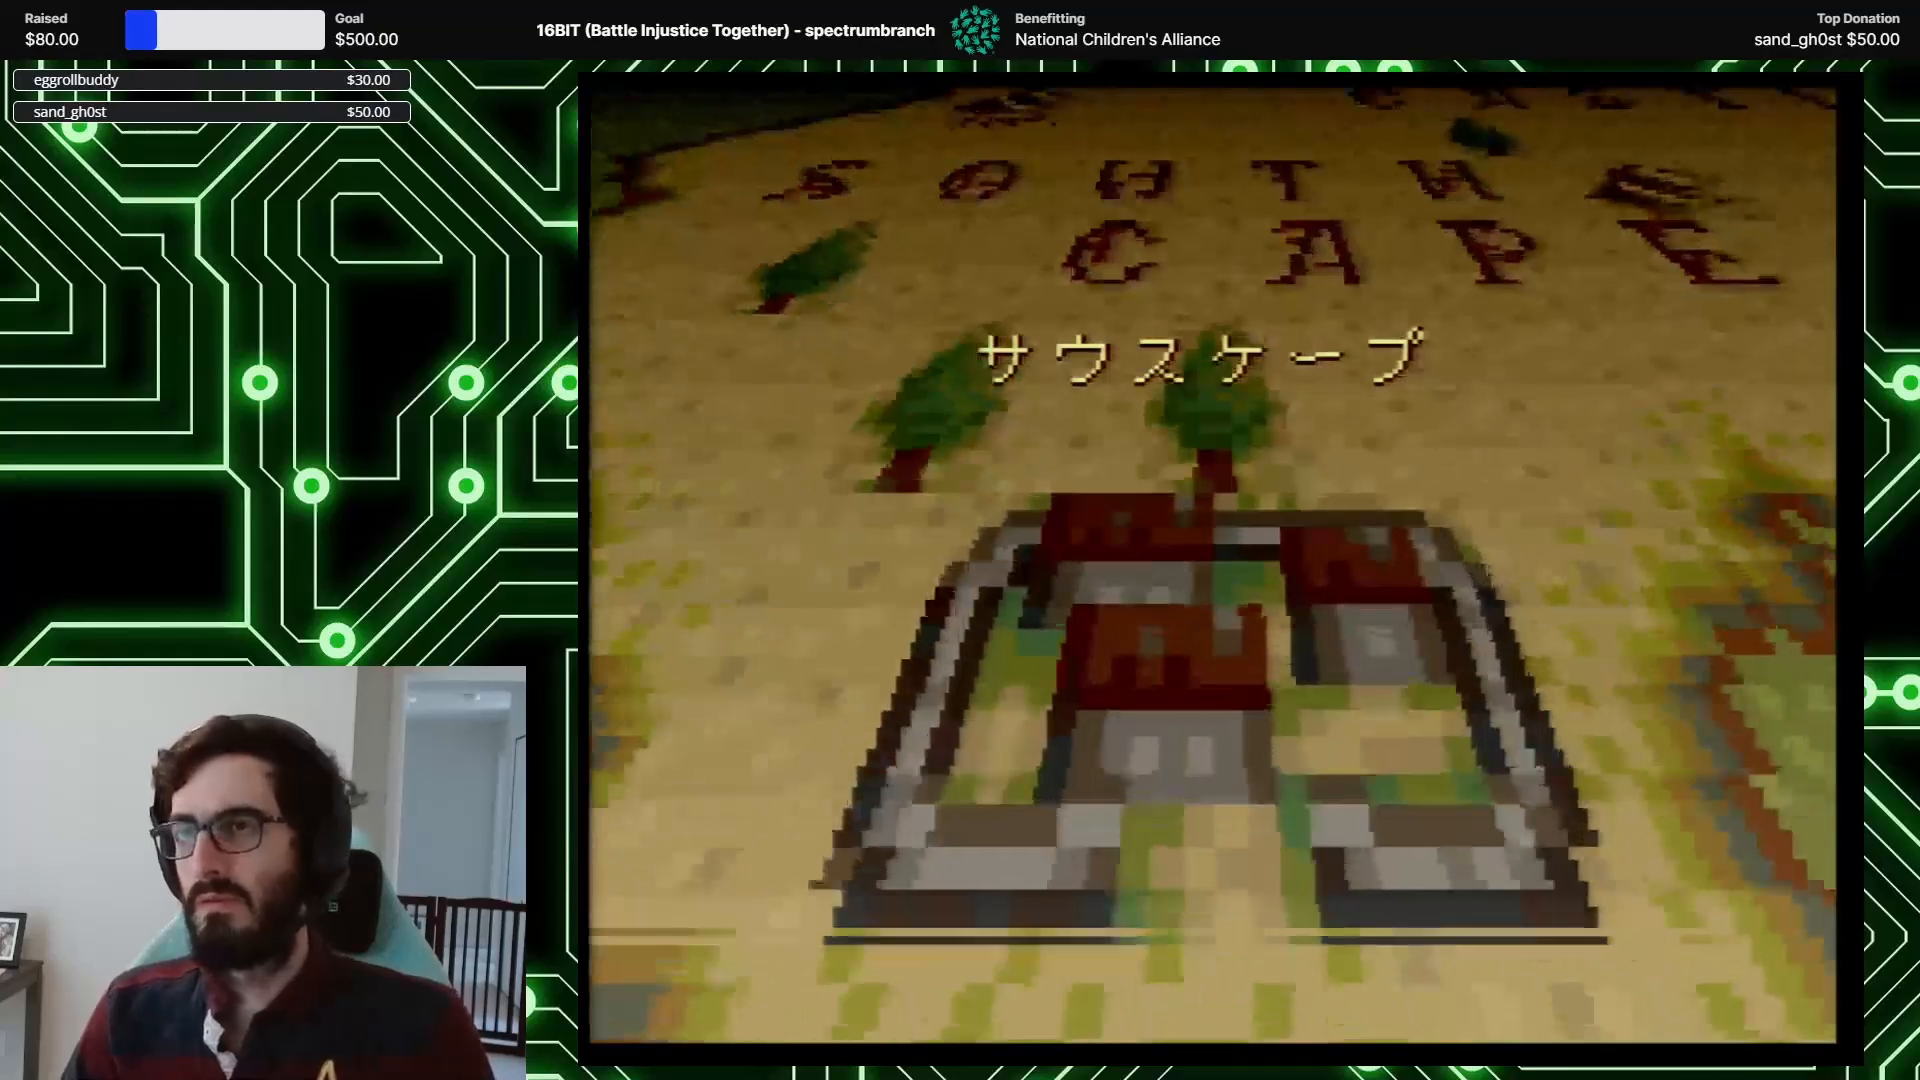 Raised
$80.00
Goal
$500.00
16BIT (Battle Injustice Together) - spectrumbranch
Benefitting
National Children's Alliance
Top Donation
sand_gh0st $50.00
eggrollbuddy $30.00
sand_gh0st $50.00
SOUTH
CAPE
サウスケープ